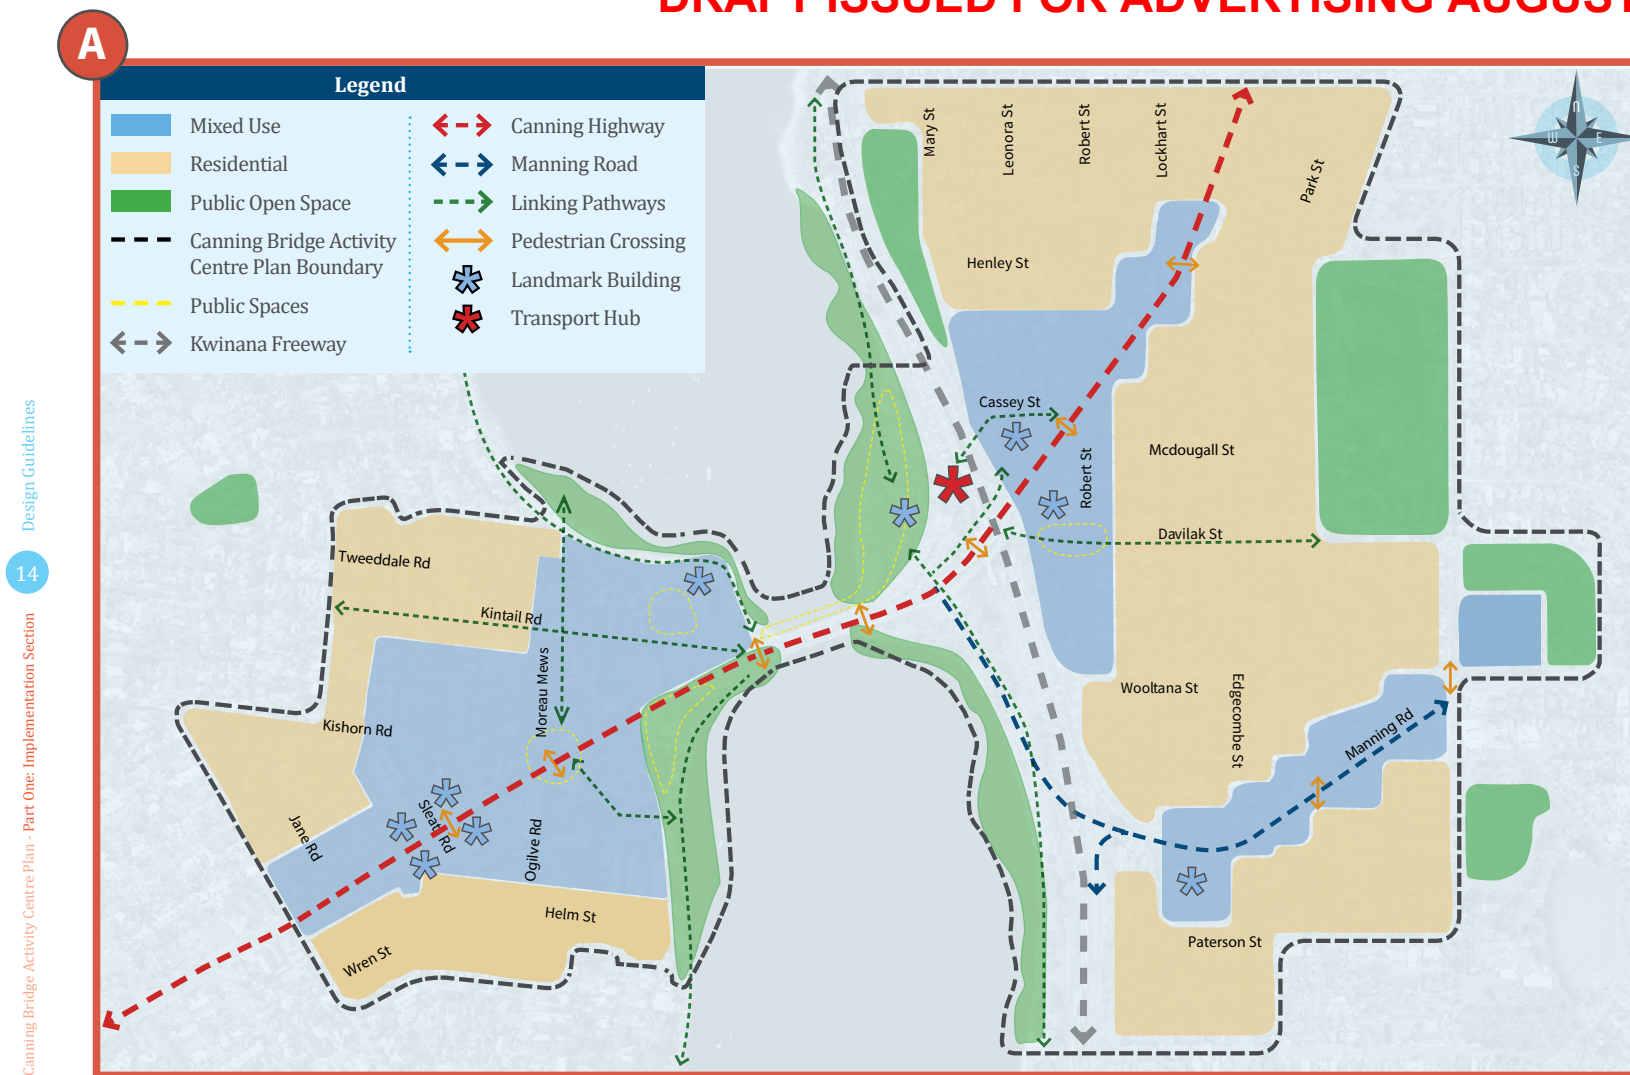 DRAFT ISSUED FOR ADVERTISING AUGUST
A
Legend
Mixed Use
Residential
Public Open Space
Canning Bridge Activity
Centre Plan Boundary
Public Spaces
Kwinana Freeway
Canning Highway
Manning Road
Linking Pathways
Pedestrian Crossing
Landmark Building
Transport Hub
n
W
E
S
Mary St
Leonora St
Robert St
Lockhart St
Park St
Henley St
Cassey St
Robert St
Mcdougall St
Davilak St
Wooltana St
Edgecombe St
Manning Rd
Paterson St
Tweeddale Rd
Kintail Rd
Moreau Mews
Kishorn Rd
Sleat Rd
Jane Rd
Ogilve Rd
Helm St
Wren St
Canning Bridge Activity Centre Plan - Part One: Implementation Section
14
Design Guidelines